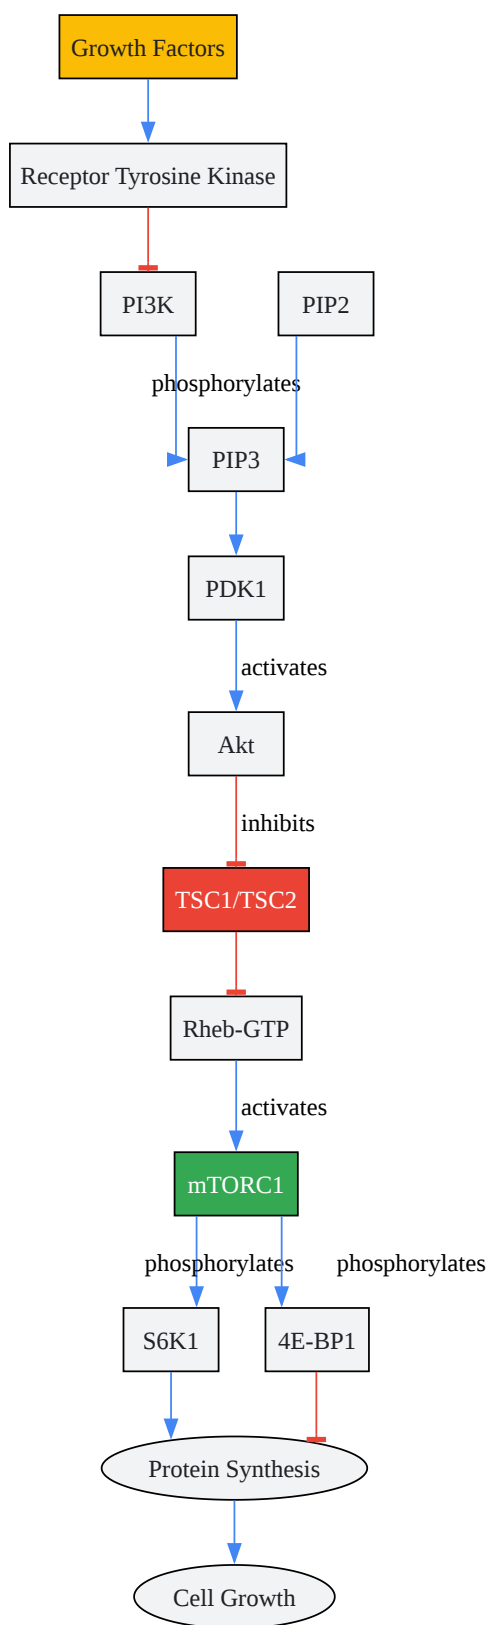 Growth Factors
Receptor Tyrosine Kinase
PI3K
PIP2
phosphorylates
PIP3
PDK1
activates
Akt
inhibits
TSC1/TSC2
Rheb-GTP
activates
mTORC1
phosphorylates
phosphorylates
S6K1
4E-BP1
Protein Synthesis
Cell Growth